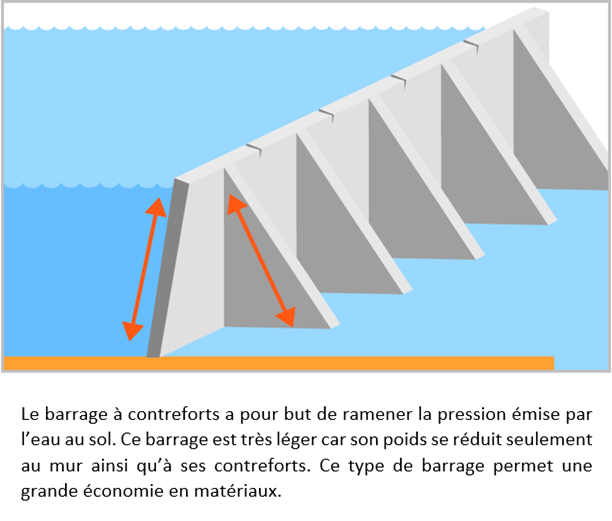 Le barrage à contreforts a pour but de ramener la pression émise par
l’eau au sol. Ce barrage est très léger car son poids se réduit seulement
au mur ainsi qu’à ses contreforts. Ce type de barrage permet une
grande économie en matériaux.